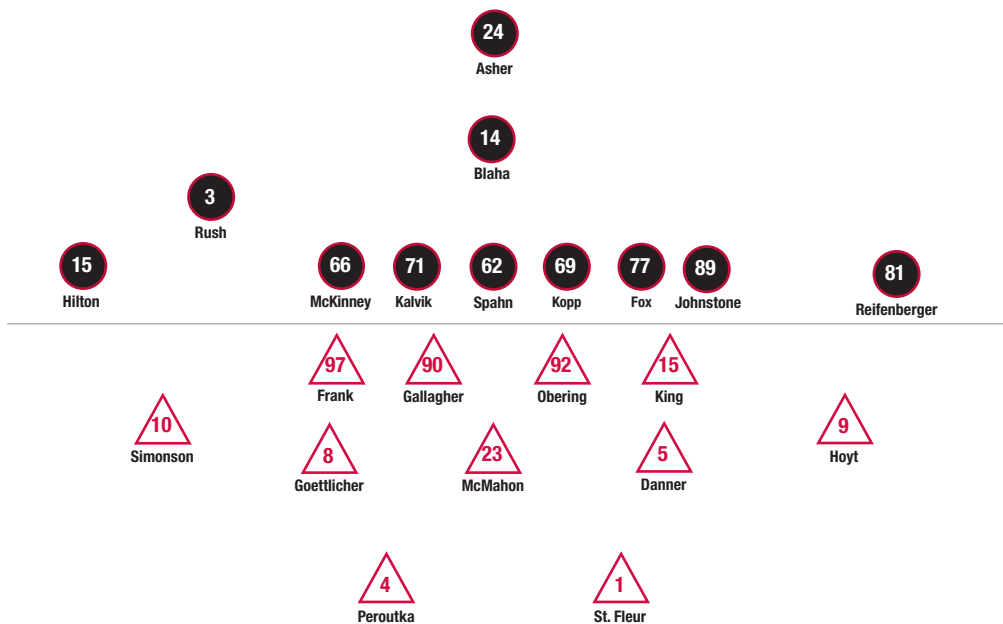 24
Asher
14
Blaha
3
Rush
15 66 71 62 69 77 89 81
Hilton McKinney Kalvik Spahn Kopp Fox Johnstone Reifenberger
97 90 92 15
Frank Gallagher Obering King
10 9
Simonson Hoyt
8 23 5
Goettlicher McMahon Danner
4 1
Peroutka St. Fleur